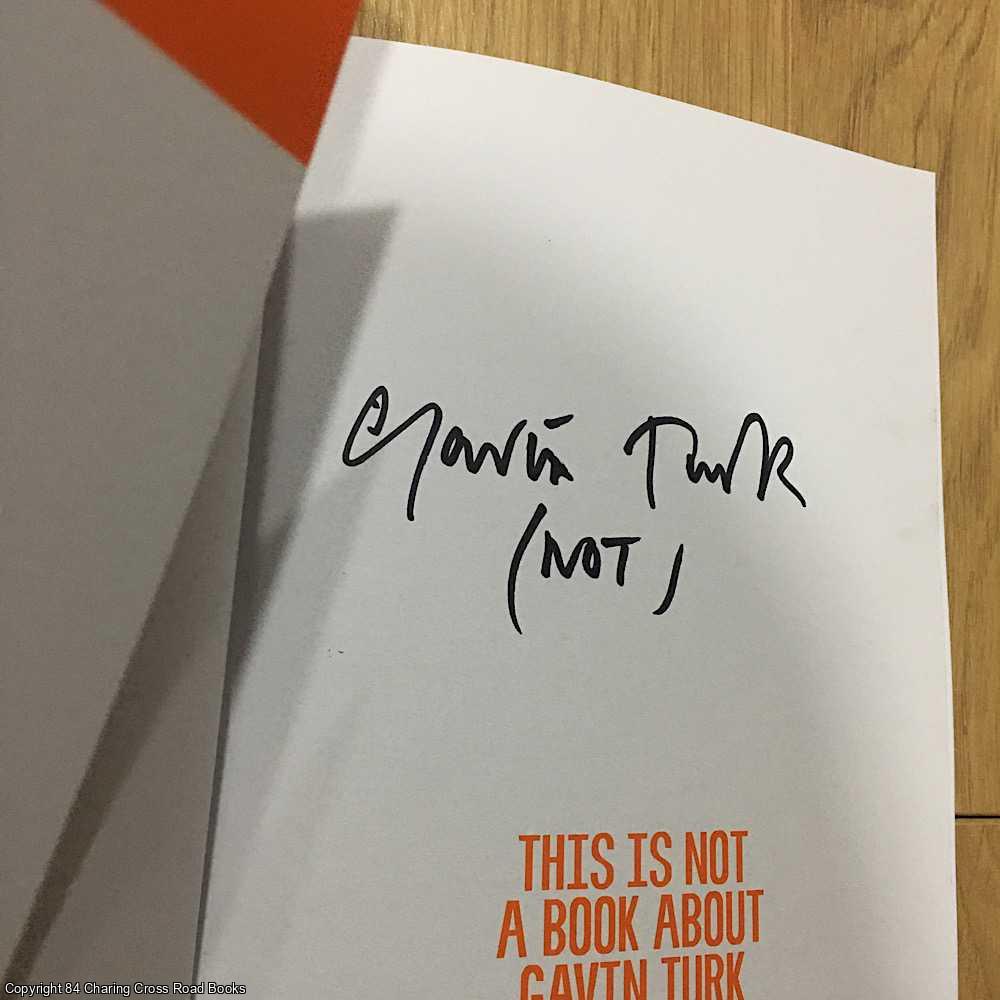 Gavin Turk
(NOT)
THIS IS NOT
A BOOK ABOUT
GAVIN TURK
Copyright 84 Charing Cross Road Books